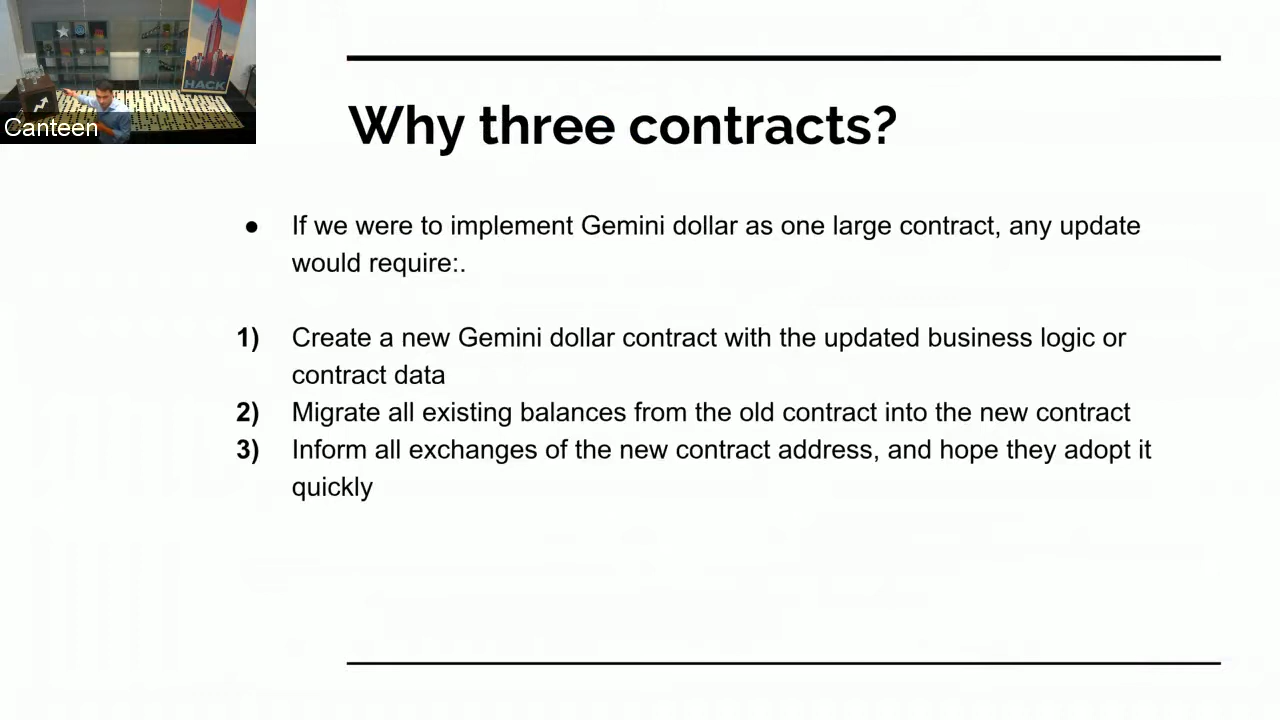 HACK
Canteen
Why three contracts?
● If we were to implement Gemini dollar as one large contract, any update
would require:.
1) Create a new Gemini dollar contract with the updated business logic or
contract data
2) Migrate all existing balances from the old contract into the new contract
3) Inform all exchanges of the new contract address, and hope they adopt it
quickly